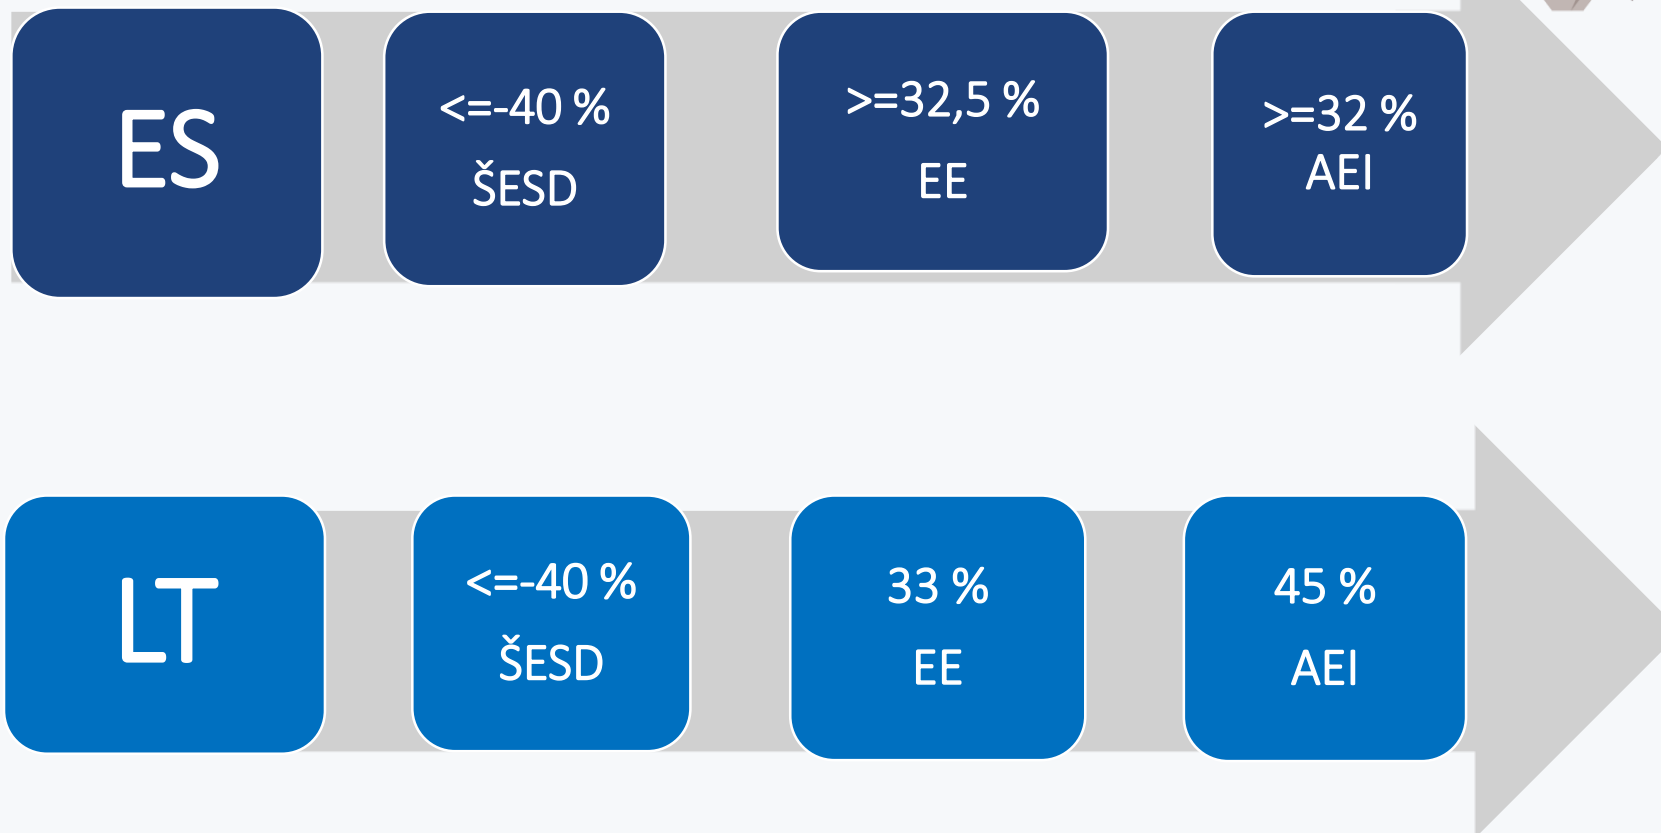 ES
<=-40 %
ŠESD
>=32,5 %
EE
>=32 %
AEI
LT
<=-40 %
ŠESD
33 %
EE
45 %
AEI